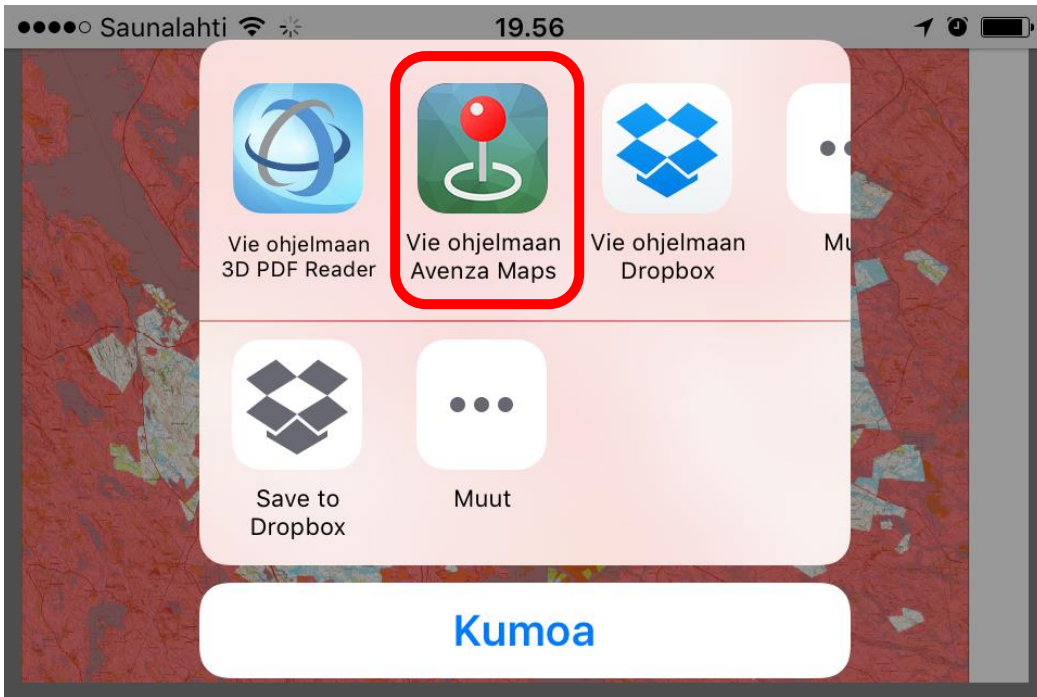 Saunalahti
19.56
Vie ohjelmaan
3D PDF Reader
Vie ohjelmaan
Avenza Maps
Vie ohjelmaan
Dropbox
Mu
Save to
Dropbox
Muut
Kumoa